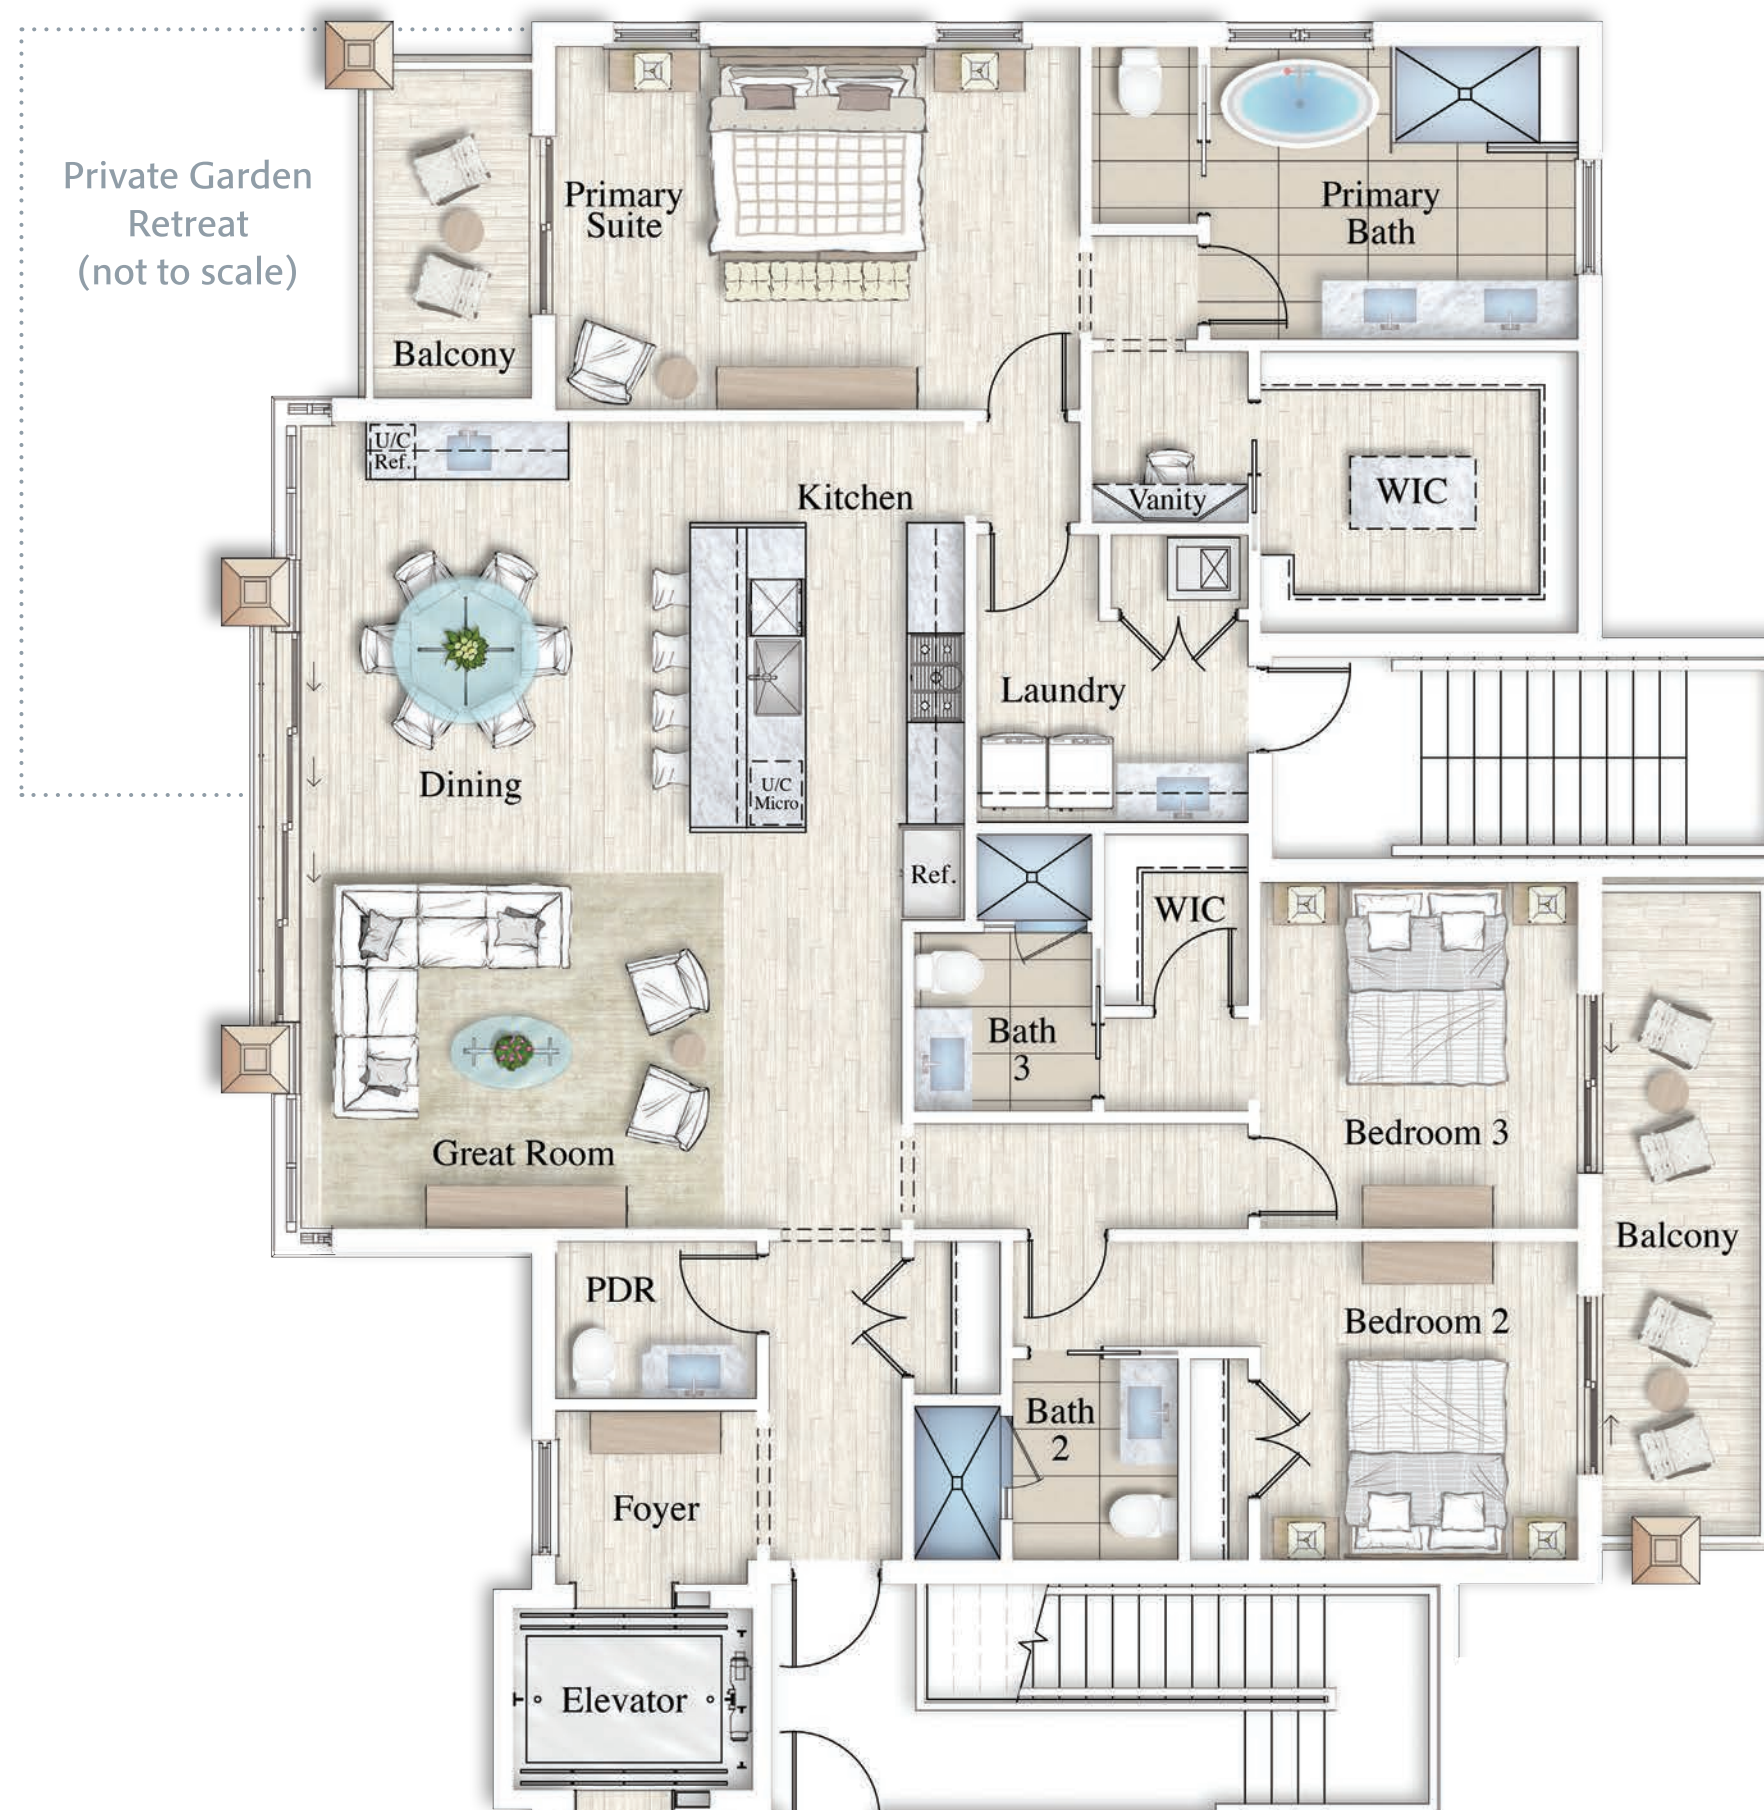 Private Garden
Retreat
(not to scale)
Balcony
Primary
Suite
Primary
Bath
U/C
Ref.
Kitchen
Vanity
WIC
Dining
U/C
Micro
Laundry
Ref.
WIC
Bath
3
Great Room
Bedroom 3
Balcony
PDR
Bedroom 2
Bath
2
Foyer
Elevator